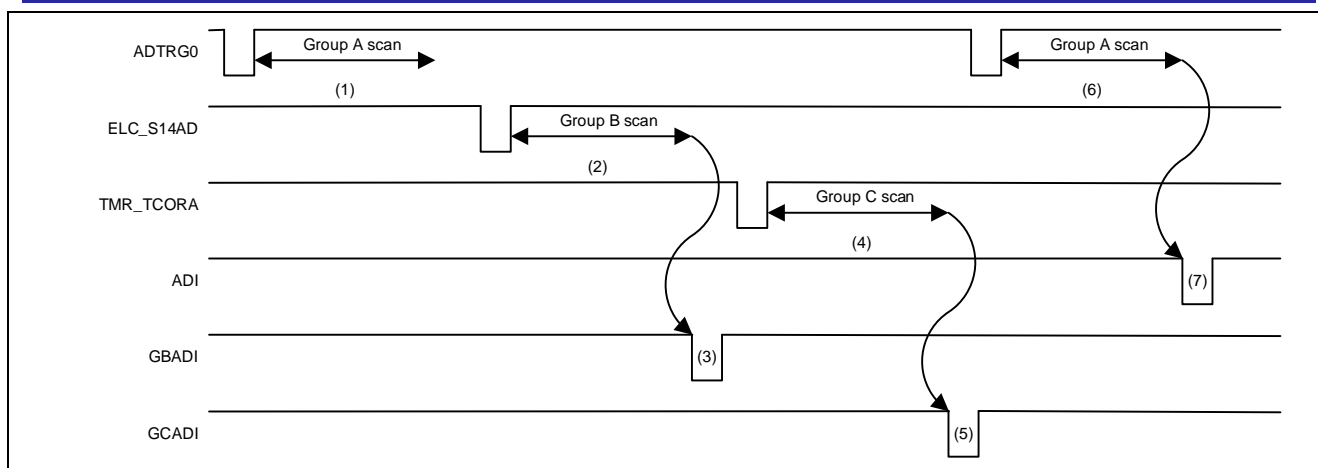 ADTRG0
Group A scan
Group A scan
(1)
(6)
ELC_S14AD
Group B scan
(2)
TMR_TCORA
Group C scan
(4)
ADI
(7)
GBADI
(3)
GCADI
(5)